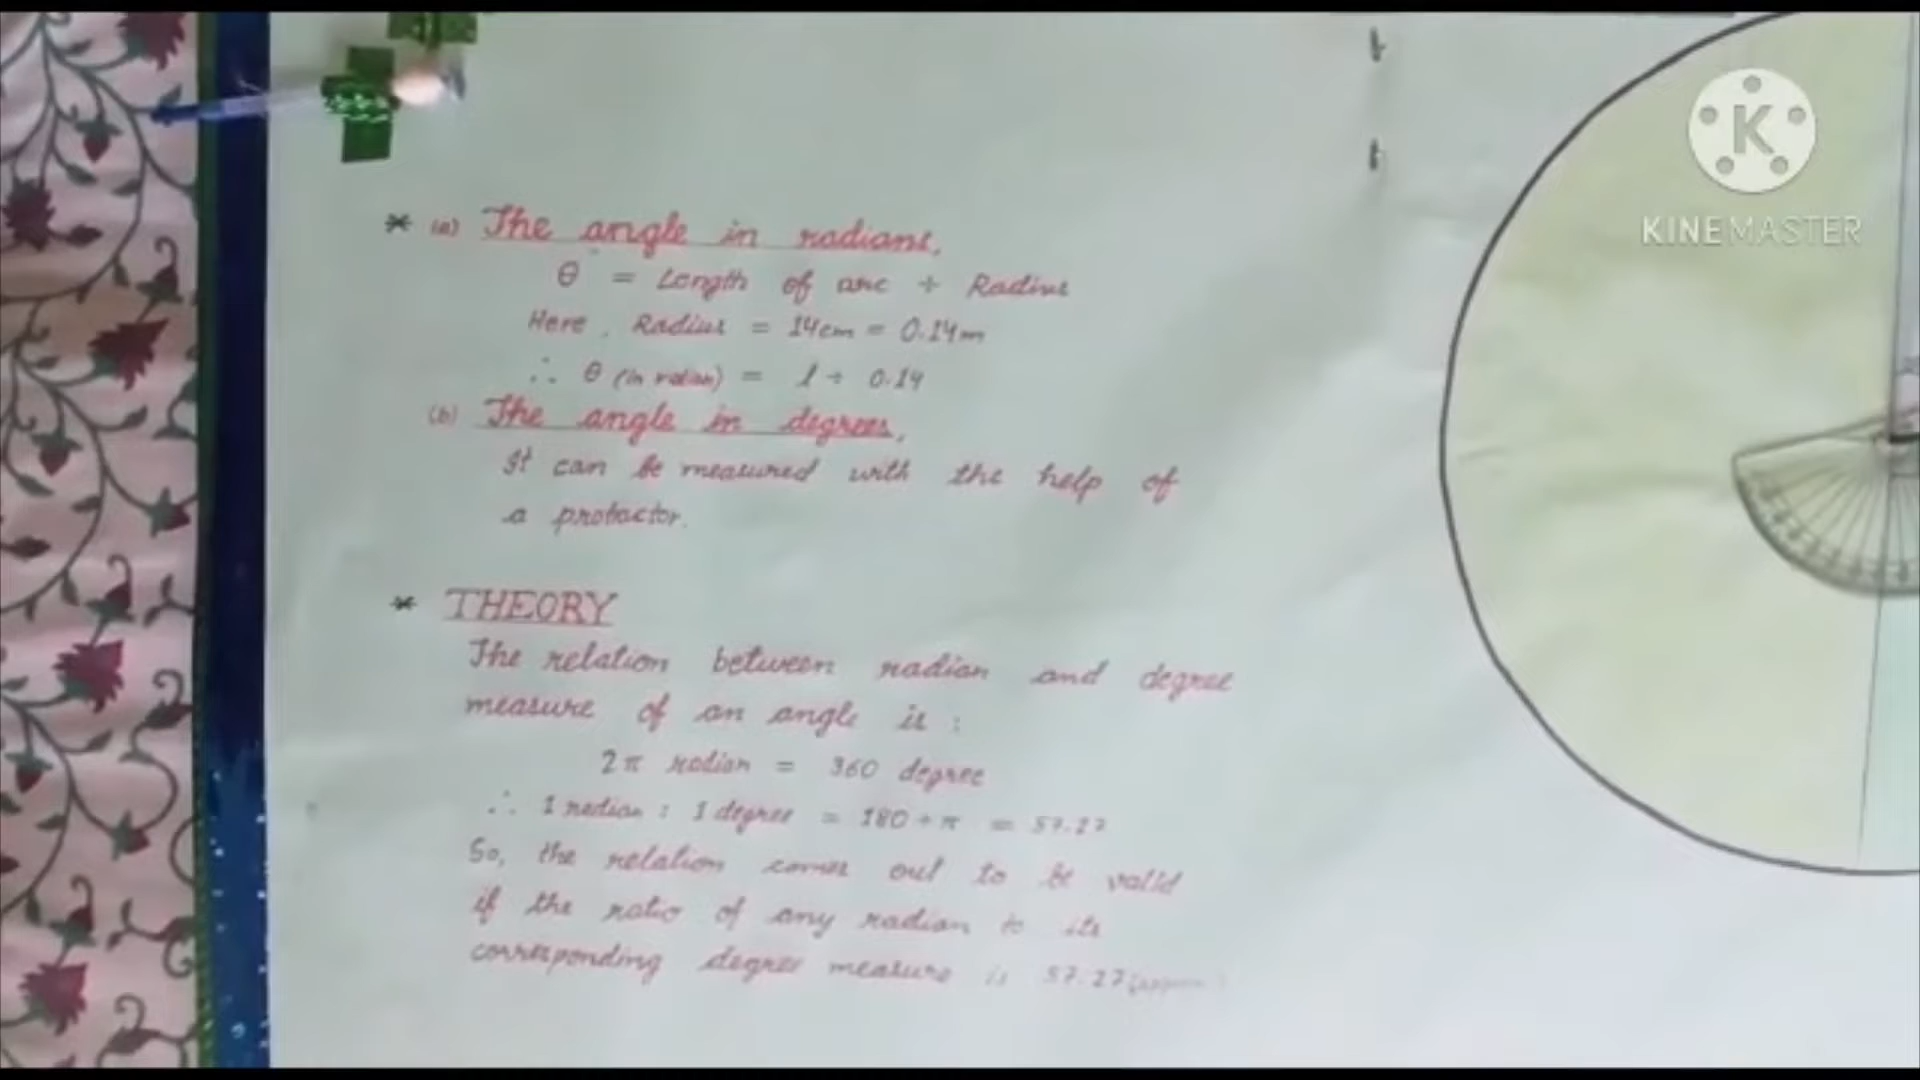 * (a) The angle in radians,
θ = Length of arc ÷ Radius
Here, Radius = 14cm = 0.14m
∴ θ (in radian) = l ÷ 0.14
(b) The angle in degrees,
It can be measured with the help of
a protactor.
* THEORY
The relation between radian and degree
measure of an angle is :
2π radian = 360 degree
∴ 1 radian : 1 degree = 180 ÷ π = 57.27
So, the relation comes out to be valid
if the ratio of any radian to its
corresponding degree measure is 57.27 (approx)
K
KINEMASTER